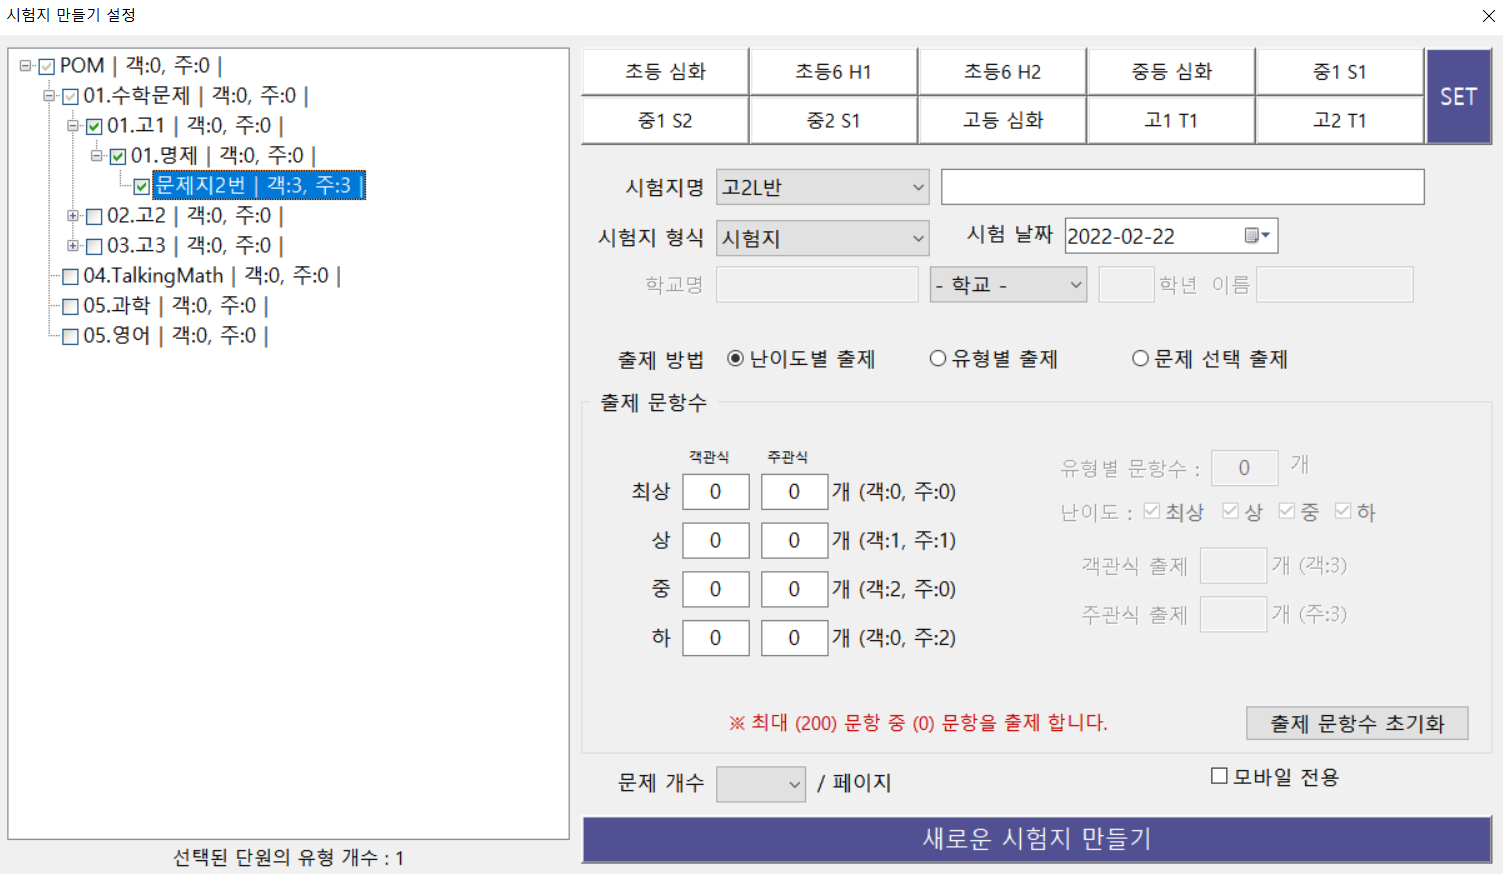 시험지 만들기 설정
POM | 객:0, 주:0 |
01.수학문제 | 객:0, 주:0 |
01.고1 | 객:0, 주:0 |
01.명제 | 객:0, 주:0 |
문제지2번 | 객:3, 주:3 |
02.고2 | 객:0, 주:0 |
03.고3 | 객:0, 주:0 |
04.TalkingMath | 객:0, 주:0 |
05.과학 | 객:0, 주:0 |
05.영어 | 객:0, 주:0 |
선택된 단원의 유형 개수 : 1
초등 심화 초등6 H1 초등6 H2 중등 심화 중1 S1
SET
중1 S2 중2 S1 고등 심화 고1 T1 고2 T1
시험지명 고2L반
시험지 형식 시험지 시험 날짜 2022-02-22
학교명 - 학교 - 학년 이름
출제 방법 난이도별 출제 유형별 출제 문제 선택 출제
출제 문항수
객관식 주관식
최상 0 0 개 (객:0, 주:0)
상 0 0 개 (객:1, 주:1)
중 0 0 개 (객:2, 주:0)
하 0 0 개 (객:0, 주:2)
유형별 문항수 : 0 개
난이도 : 최상 상 중 하
객관식 출제 개 (객:3)
주관식 출제 개 (주:3)
※ 최대 (200) 문항 중 (0) 문항을 출제 합니다.
출제 문항수 초기화
문제 개수 / 페이지
모바일 전용
새로운 시험지 만들기